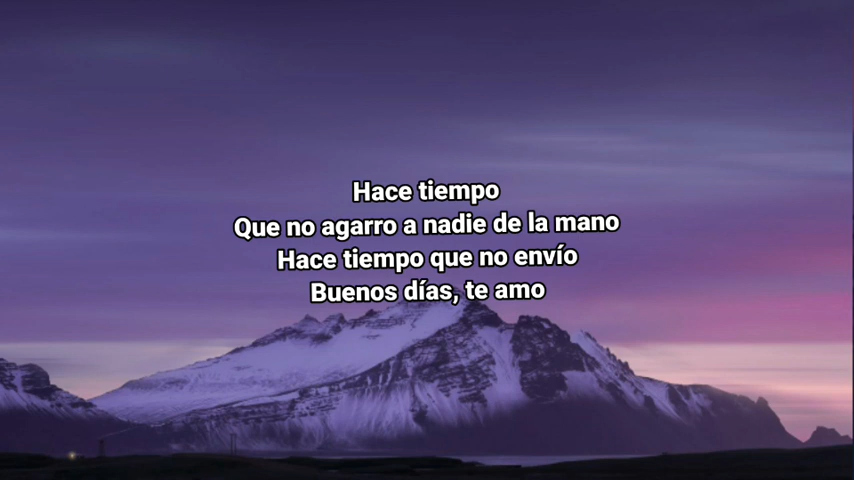 Hace tiempo
Que no agarro a nadie de la mano
Hace tiempo que no envío
Buenos días, te amo